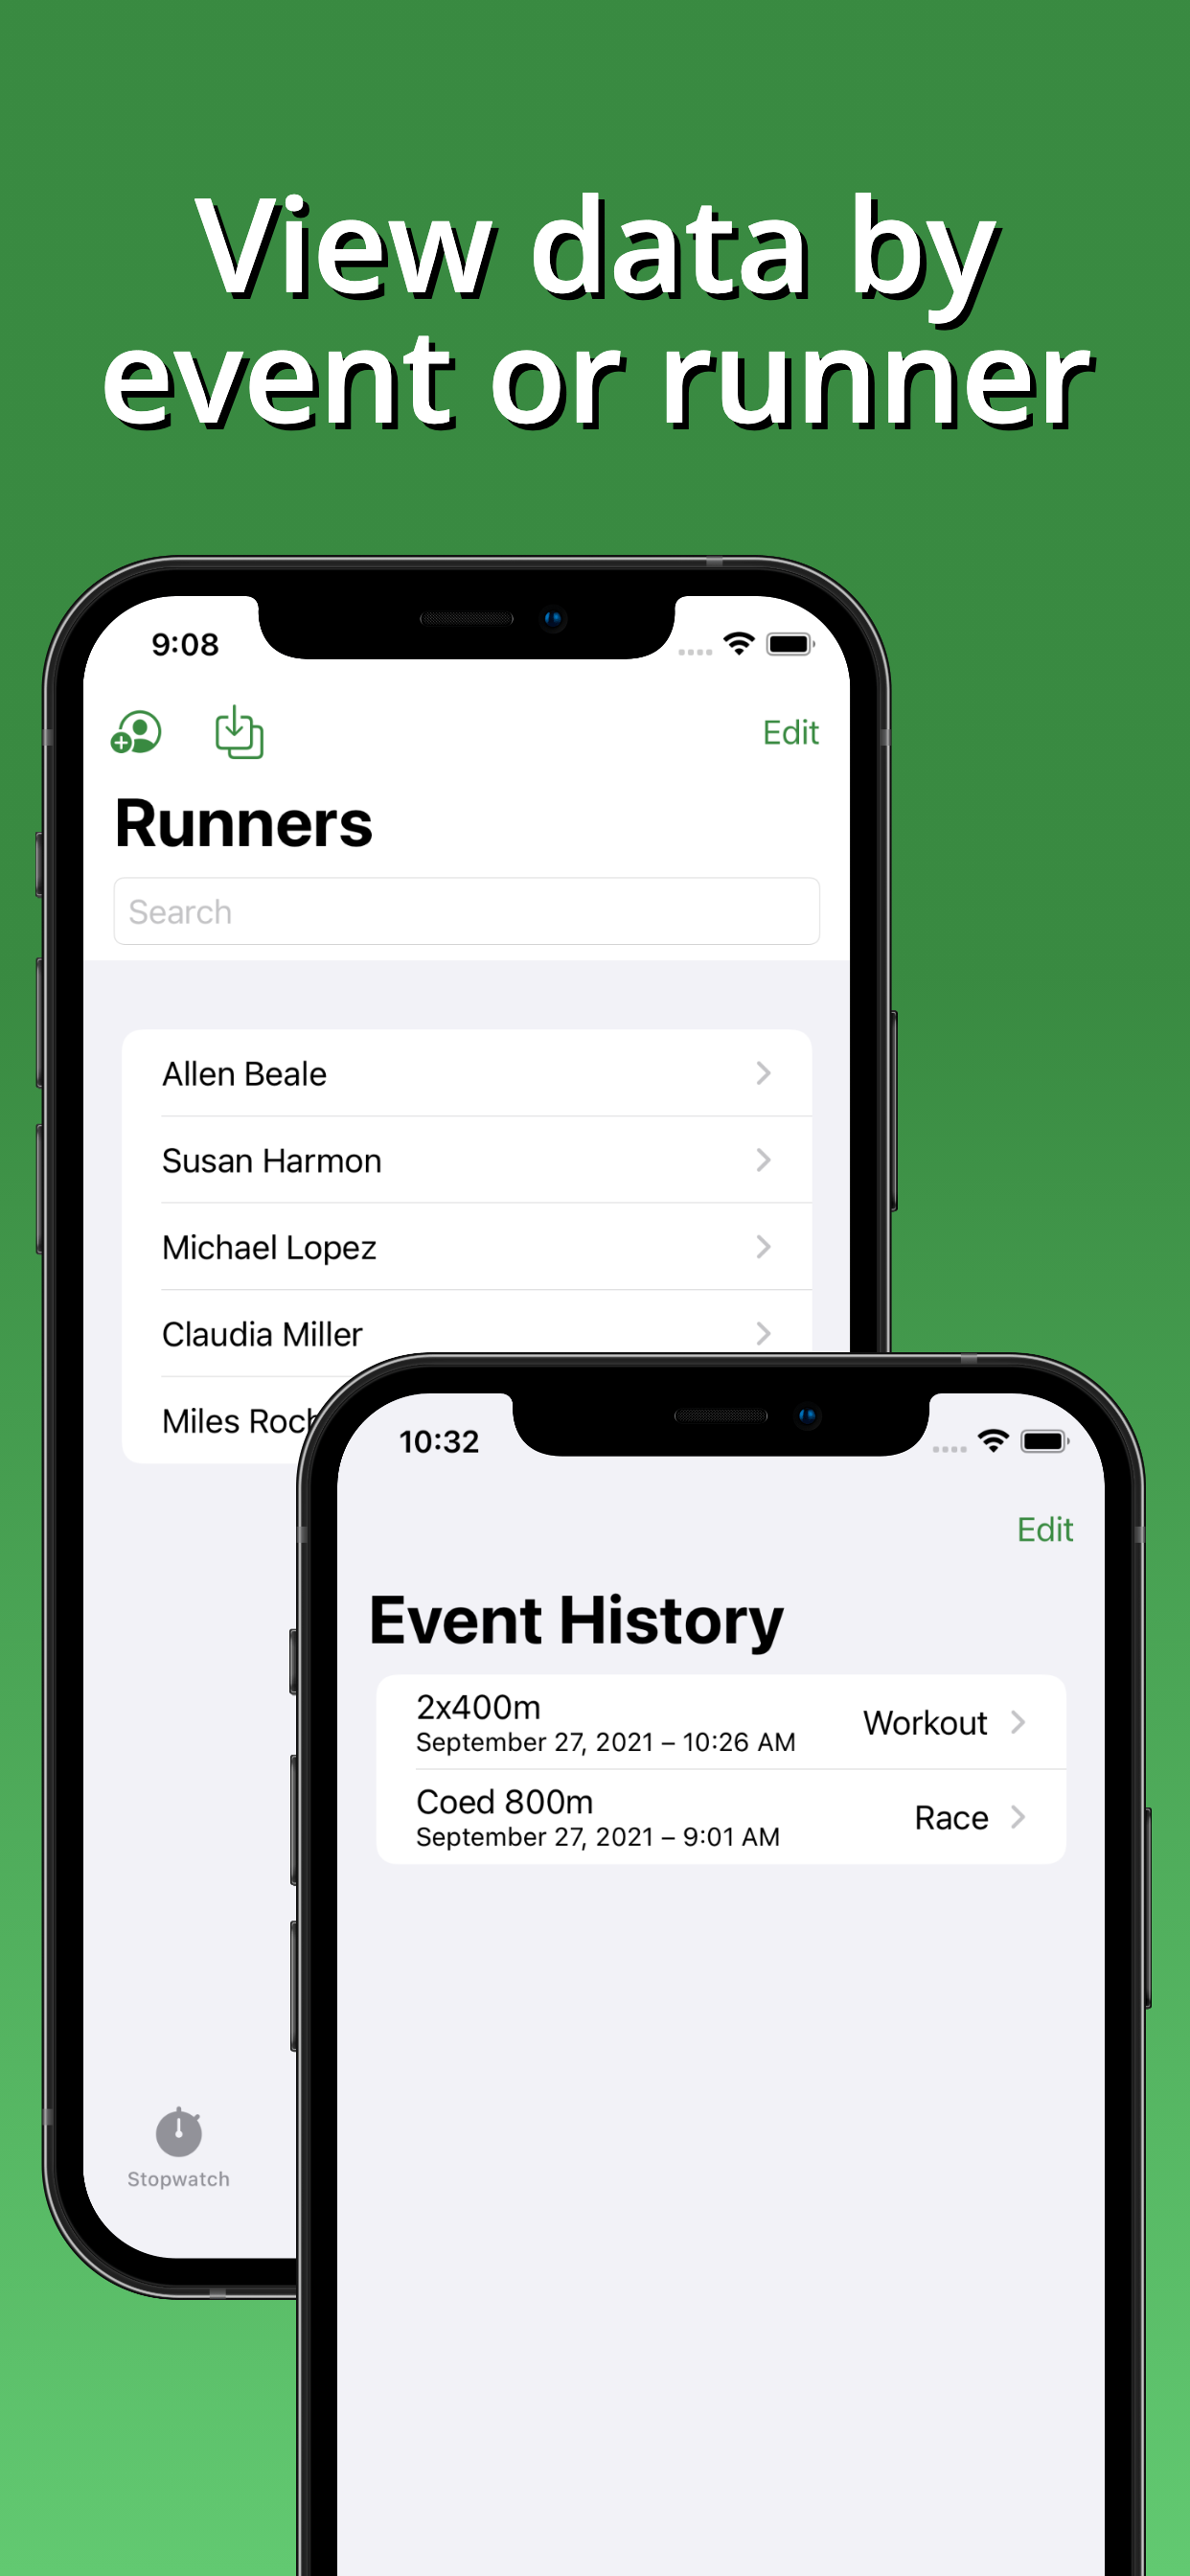 View data by
event or runner
9:08
Edit
Runners
Search
Allen Beale
Susan Harmon
Michael Lopez
Claudia Miller
Miles
10:32
Edit
Event History
2x400m
September 27, 2021 – 10:26 AM
Workout
Coed 800m
September 27, 2021 – 9:01 AM
Race
Stopwatch